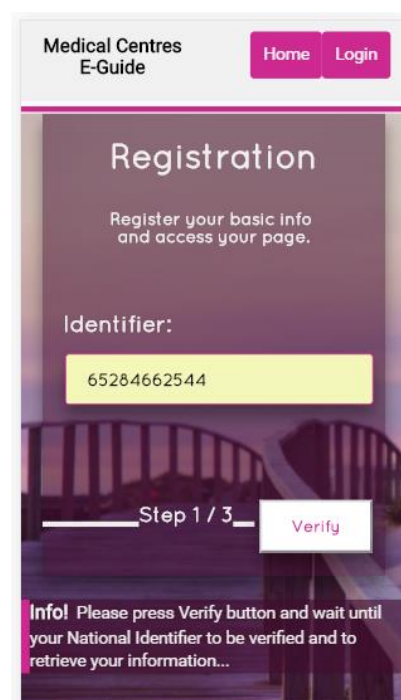 Medical Centres
E-Guide
Home
Login
Registration
Register your basic info
and access your page.
Identifier:
65284662544
Step 1 / 3
Verify
Info! Please press Verify button and wait until
your National Identifier to be verified and to
retrieve your information...